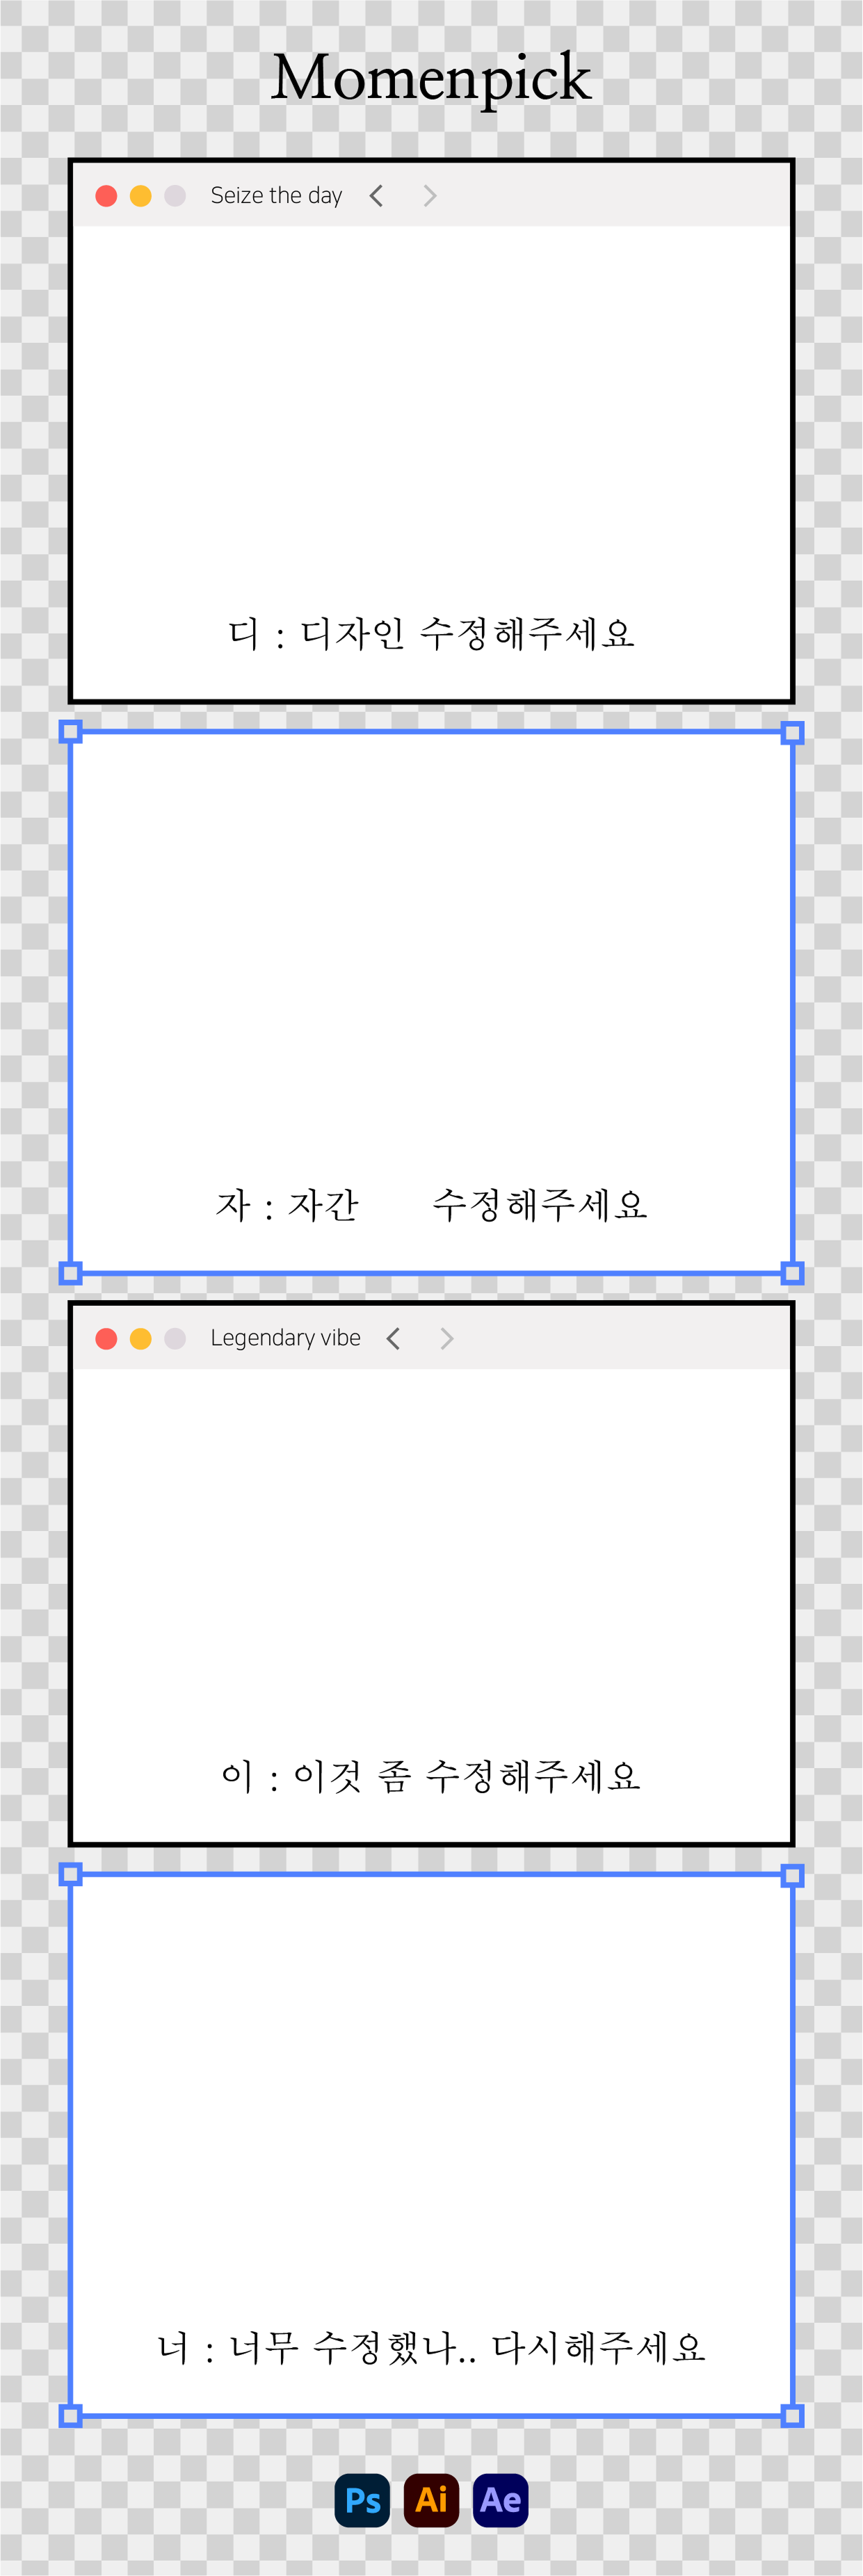 Momenpick
Seize the day
디 : 디자인 수정해주세요
자 : 자간 수정해주세요
Legendary vibe
이 : 이것 좀 수정해주세요
너 : 너무 수정했나.. 다시해주세요
Ps Ai Ae